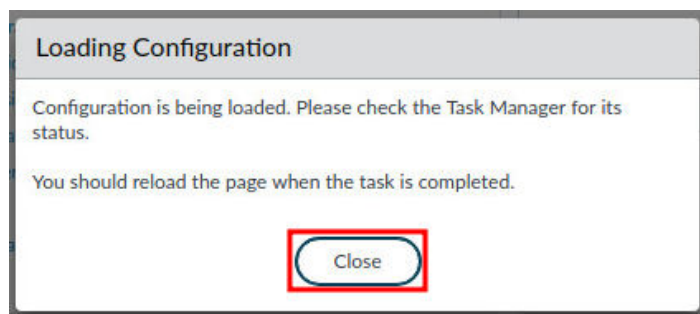 Loading Configuration
Configuration is being loaded. Please check the Task Manager for its
status.
You should reload the page when the task is completed.
Close